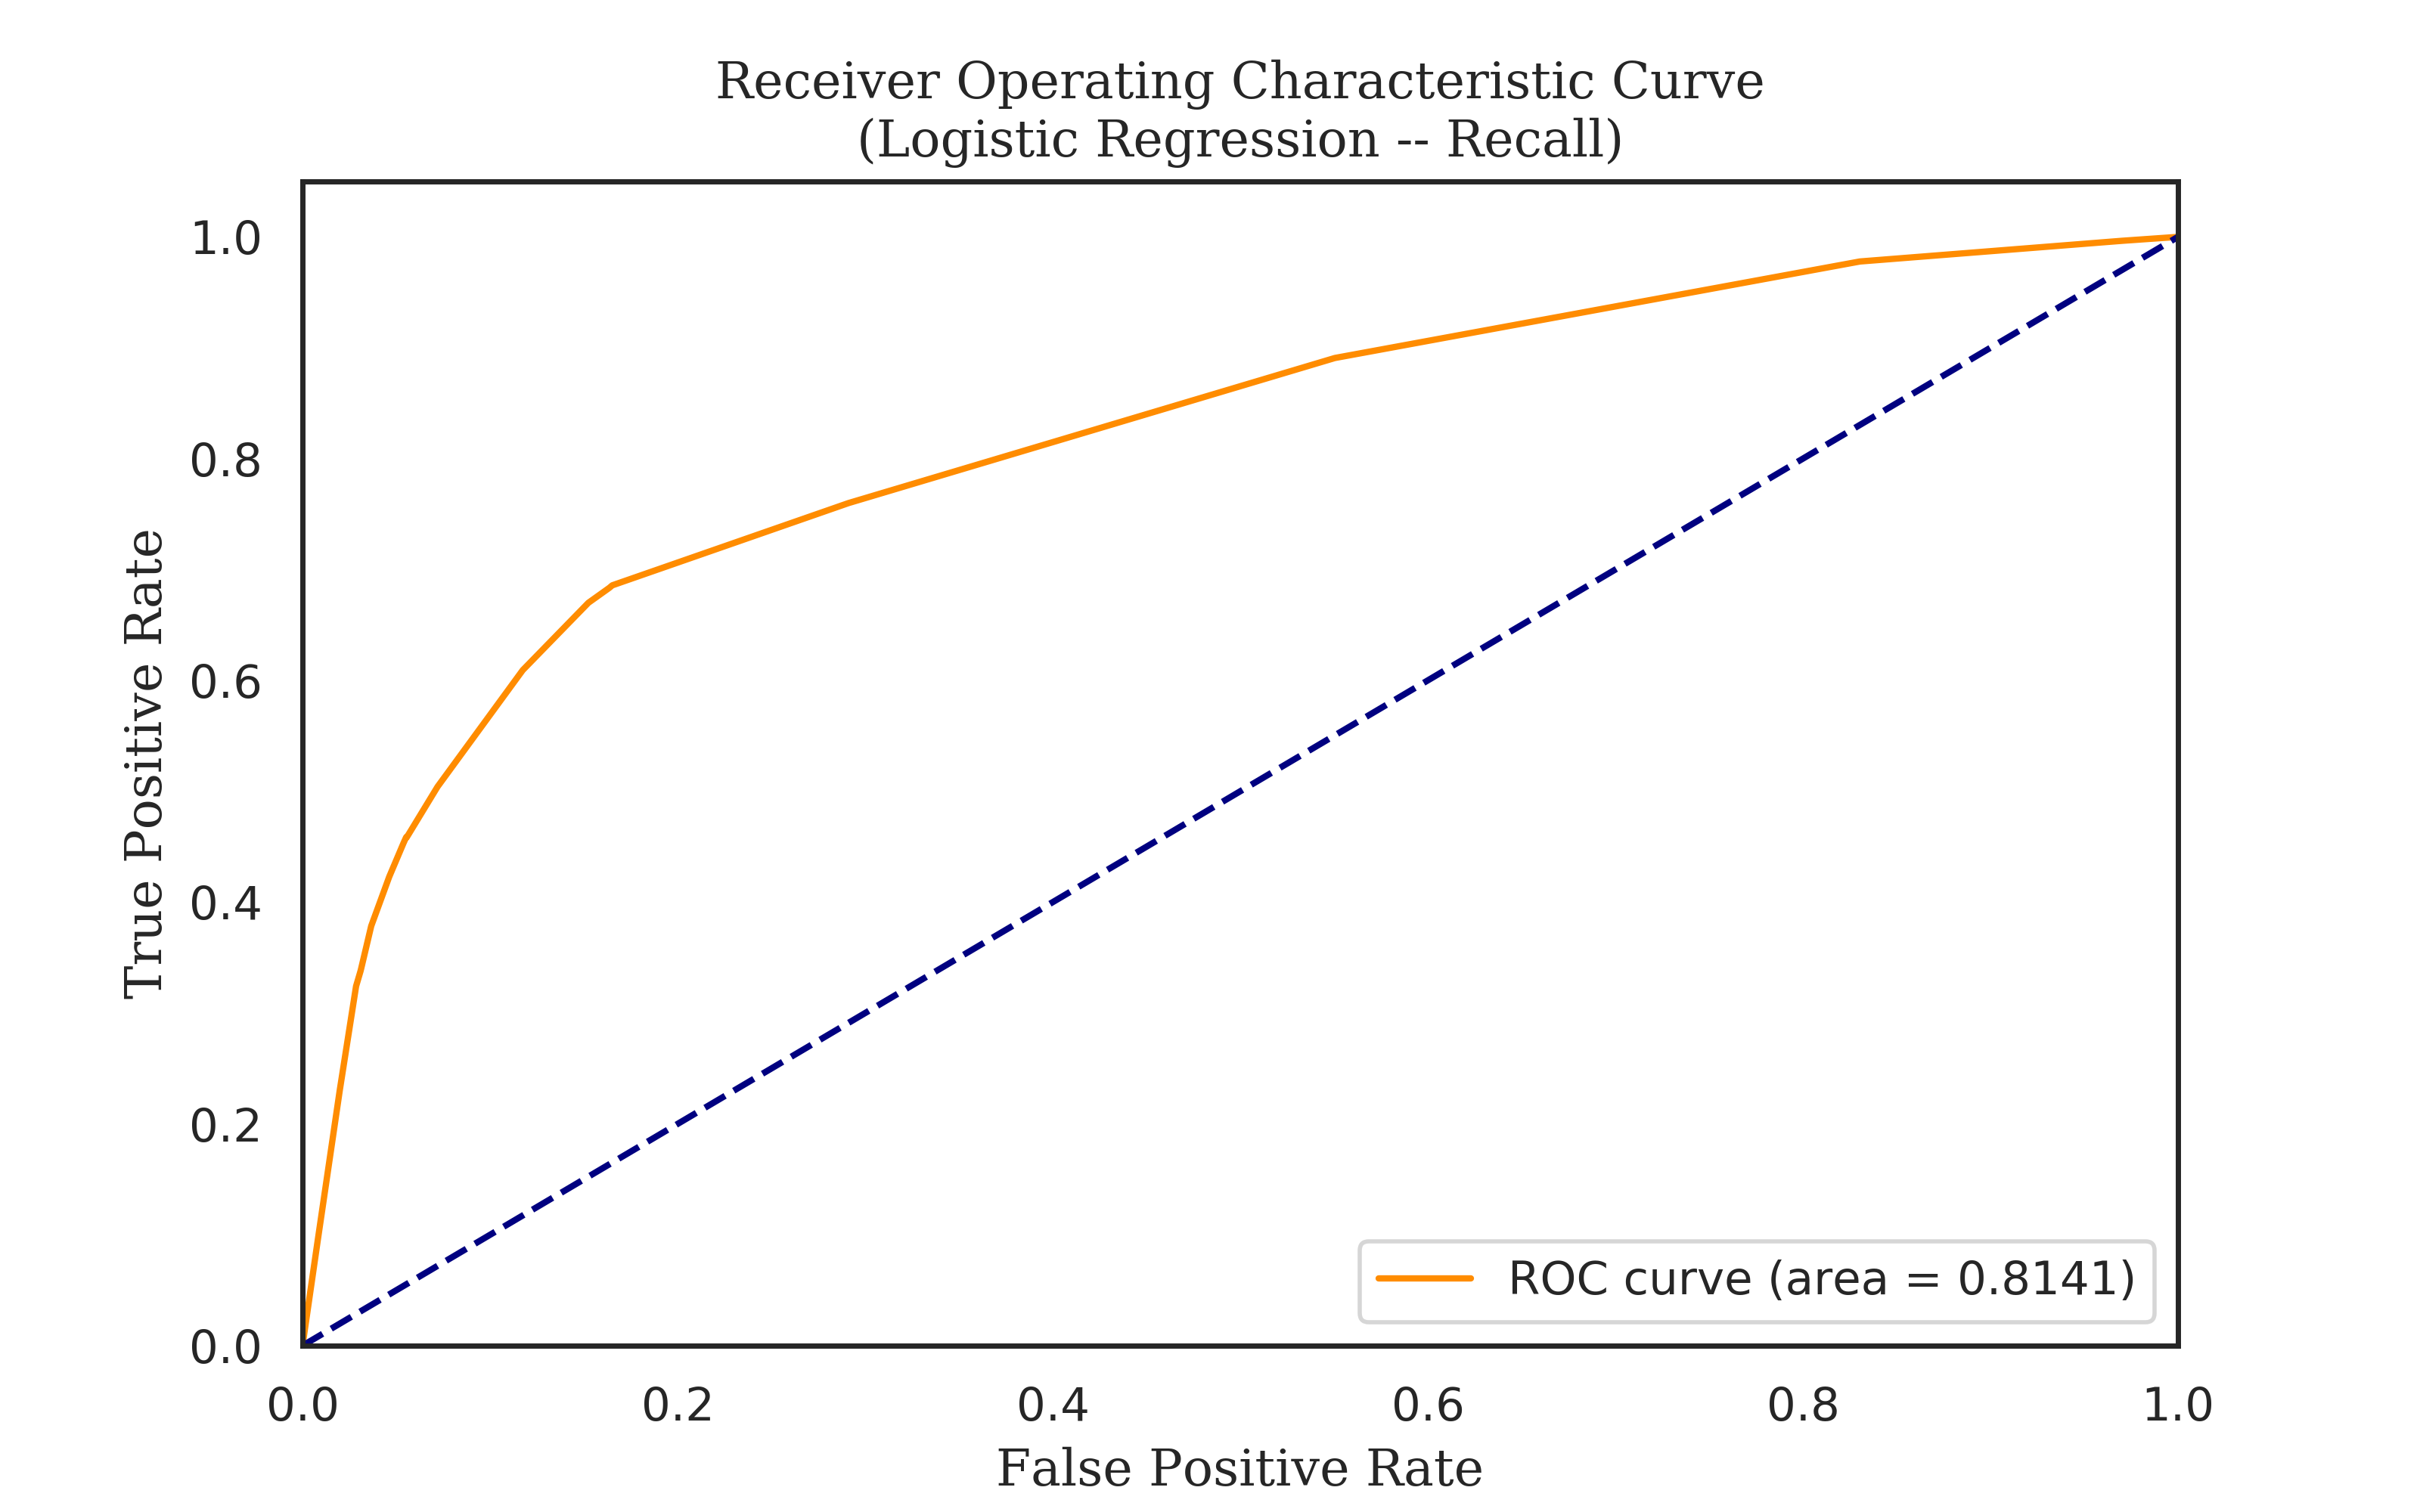 Receiver Operating Characteristic Curve
(Logistic Regression -- Recall)
True Positive Rate
1.0
0.8
0.6
0.4
0.2
0.0
ROC curve (area = 0.8141)
0.0 0.2 0.4 0.6 0.8 1.0
False Positive Rate